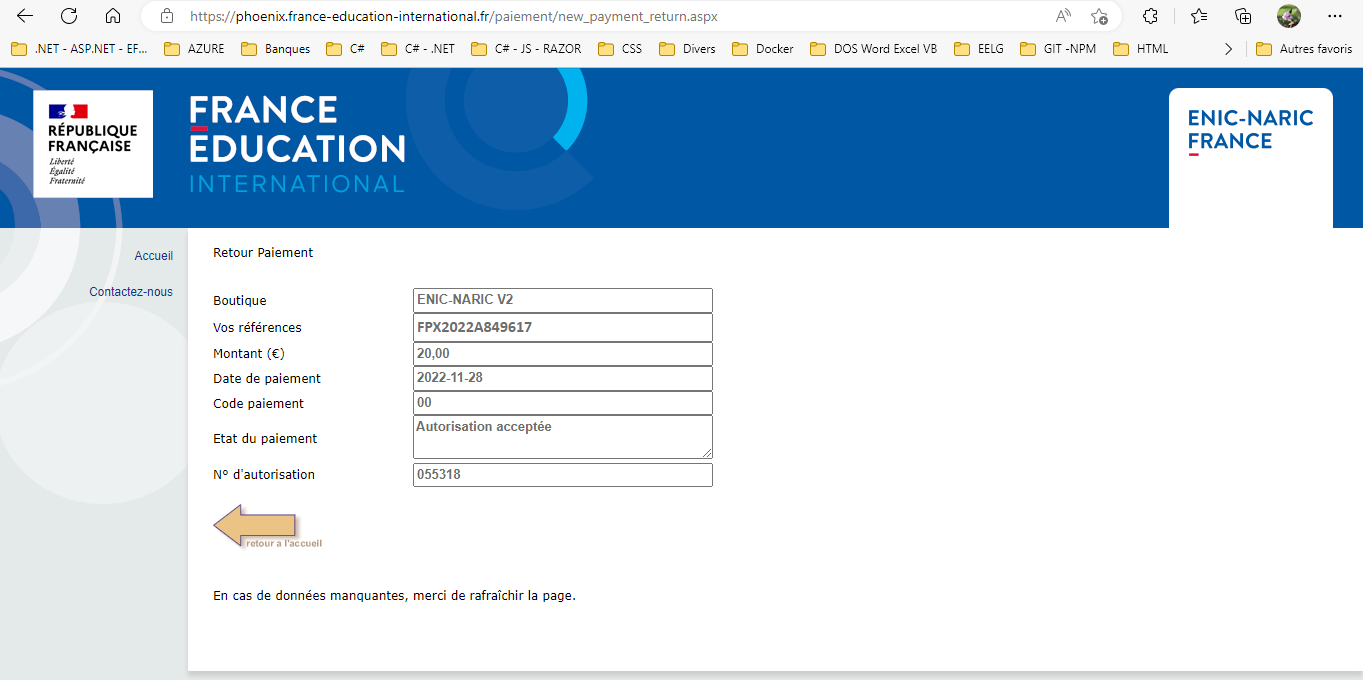 https://phoenix.france-education-international.fr/paiement/new_payment_return.aspx
.NET - ASP.NET - EF... AZURE Banques C# C# - .NET C# - JS - RAZOR CSS Divers Docker DOS Word Excel VB EELG GIT -NPM HTML Autres favoris
RÉPUBLIQUE
FRANÇAISE
Liberté
Égalité
Fraternité
FRANCE
EDUCATION
INTERNATIONAL
ENIC-NARIC
FRANCE
Accueil
Contactez-nous
Retour Paiement
Boutique ENIC-NARIC V2
Vos références FPX2022A849617
Montant (€) 20,00
Date de paiement 2022-11-28
Code paiement 00
Etat du paiement Autorisation acceptée
N° d'autorisation 055318
retour a l'accueil
En cas de données manquantes, merci de rafraîchir la page.